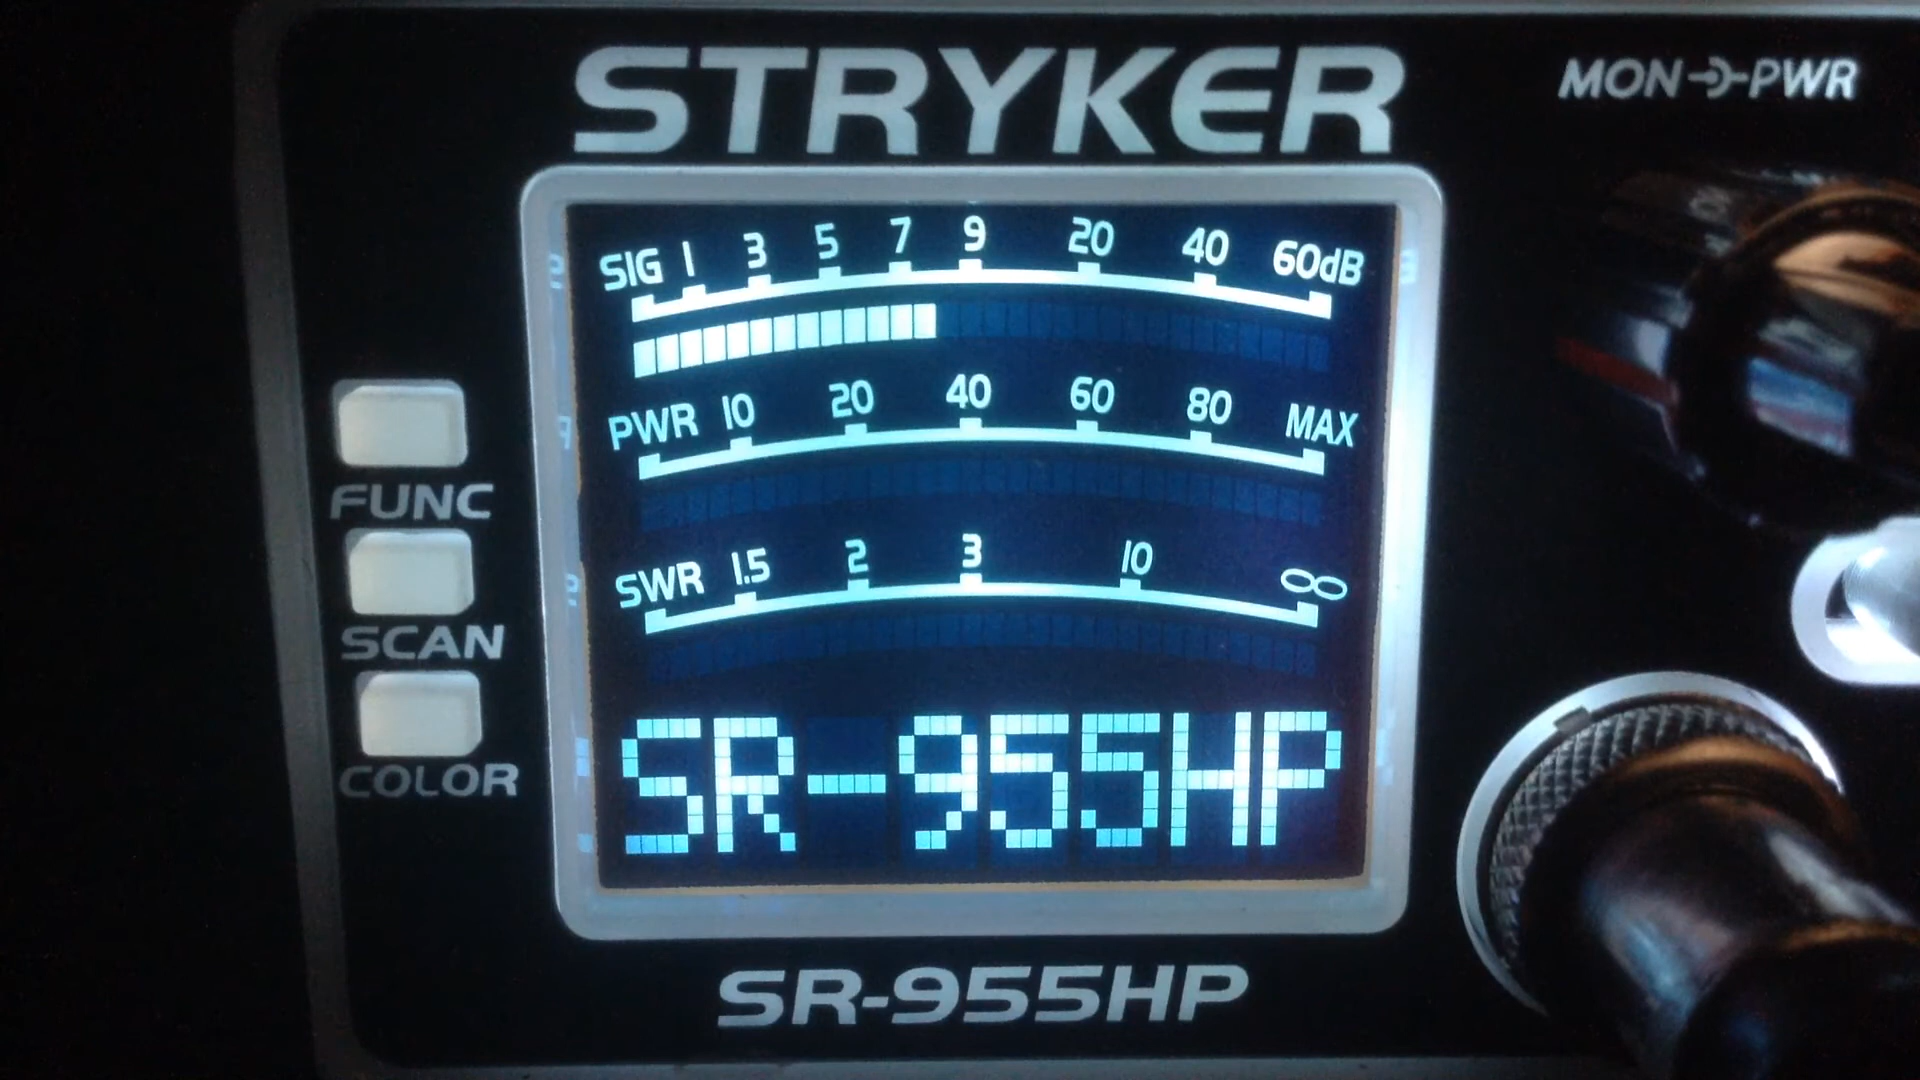 STRYKER
MON PWR
SIG 1 3 5 7 9 20 40 60dB
PWR 10 20 40 60 80 MAX
FUNC
SWR 1.5 2 3 10 ∞
SCAN
SR-955HP
COLOR
SR-955HP